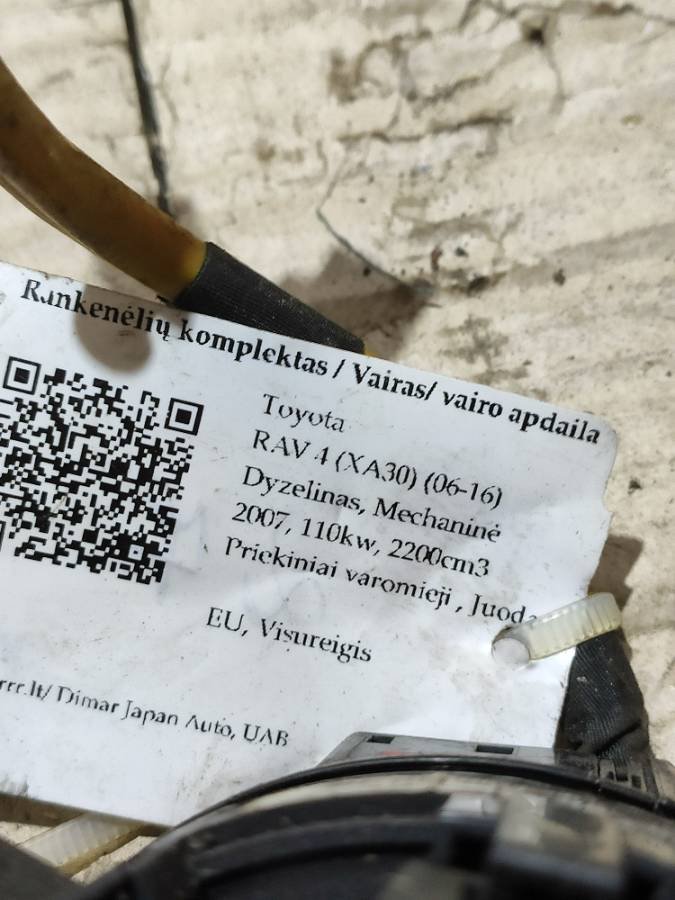 Rankenėlių komplektas / Vairas/ vairo apdaila
Toyota
RAV 4 (XA30) (06-16)
Dyzelinas, Mechaninė
2007, 110kw, 2200cm3
Priekiniai varomieji , Juoda
EU, Visureigis
rrr.lt/ Dimar Japan Auto, UAB